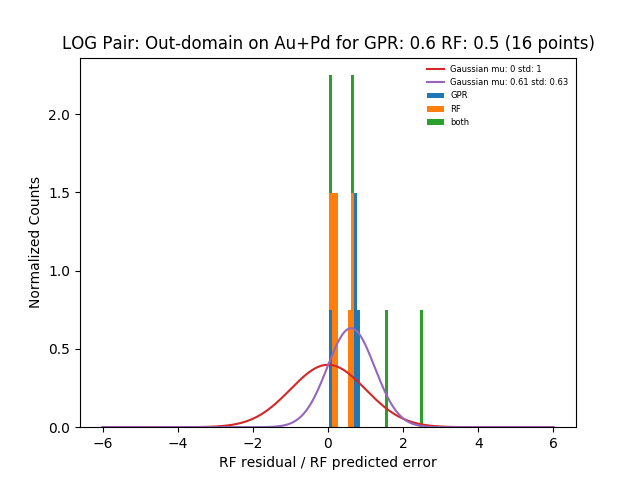 LOG Pair: Out-domain on Au+Pd for GPR: 0.6 RF: 0.5 (16 points)
Gaussian mu: 0 std: 1
Gaussian mu: 0.61 std: 0.63
GPR
RF
both
Normalized Counts
2.0
1.5
1.0
0.5
0.0
−6 −4 −2 0 2 4 6
RF residual / RF predicted error